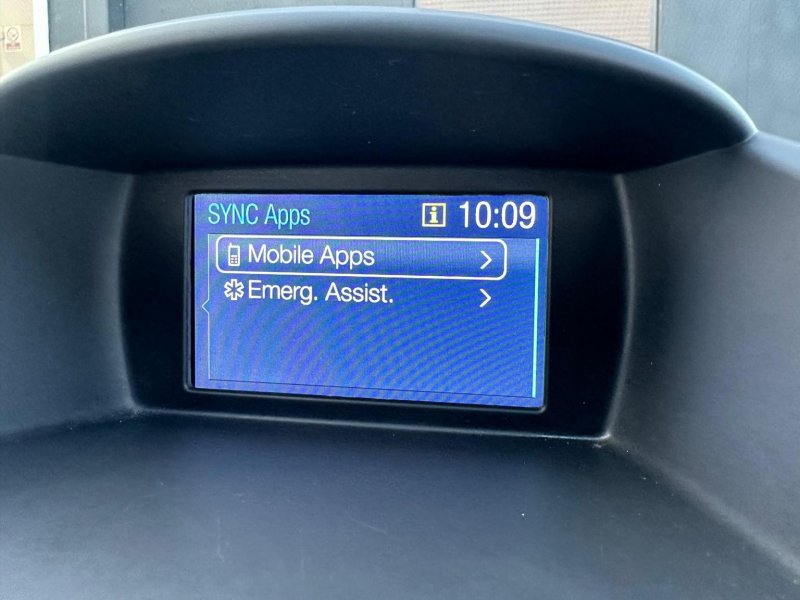 SYNC Apps
i 10:09
Mobile Apps
Emerg. Assist.